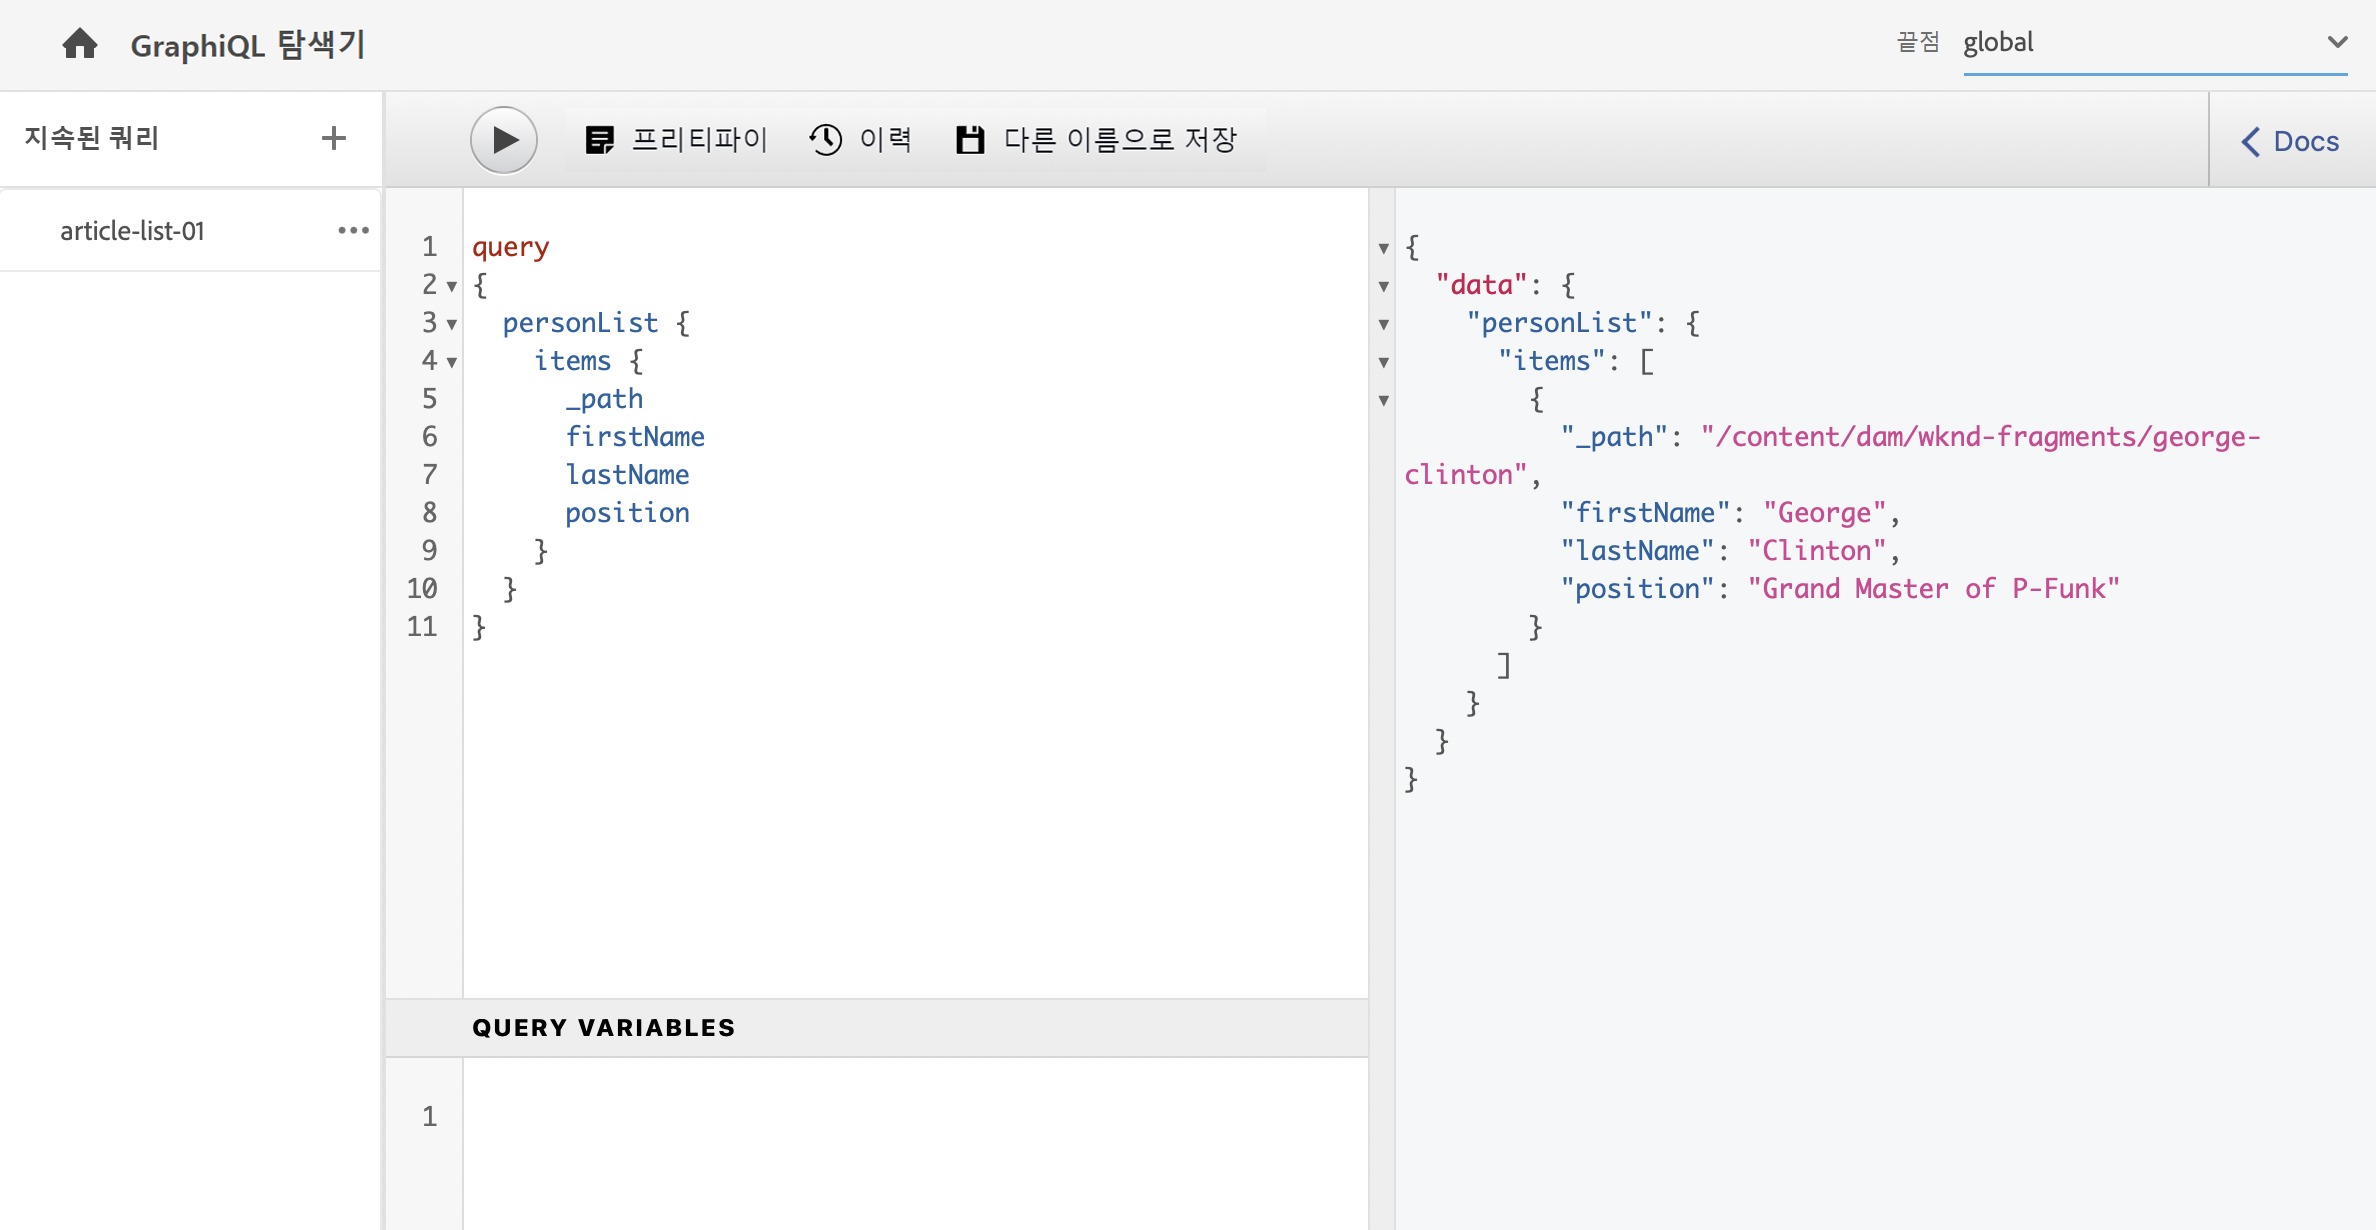 GraphiQL 탐색기
끝점 global
지속된 쿼리
프리티파이 이력 다른 이름으로 저장
Docs
article-list-01
1 query
2 {
3 personList {
4 items {
5 _path
6 firstName
7 lastName
8 position
9 }
10 }
11 }
QUERY VARIABLES
1
{
"data": {
"personList": {
"items": [
{
"_path": "/content/dam/wknd-fragments/george-
clinton",
"firstName": "George",
"lastName": "Clinton",
"position": "Grand Master of P-Funk"
}
]
}
}
}